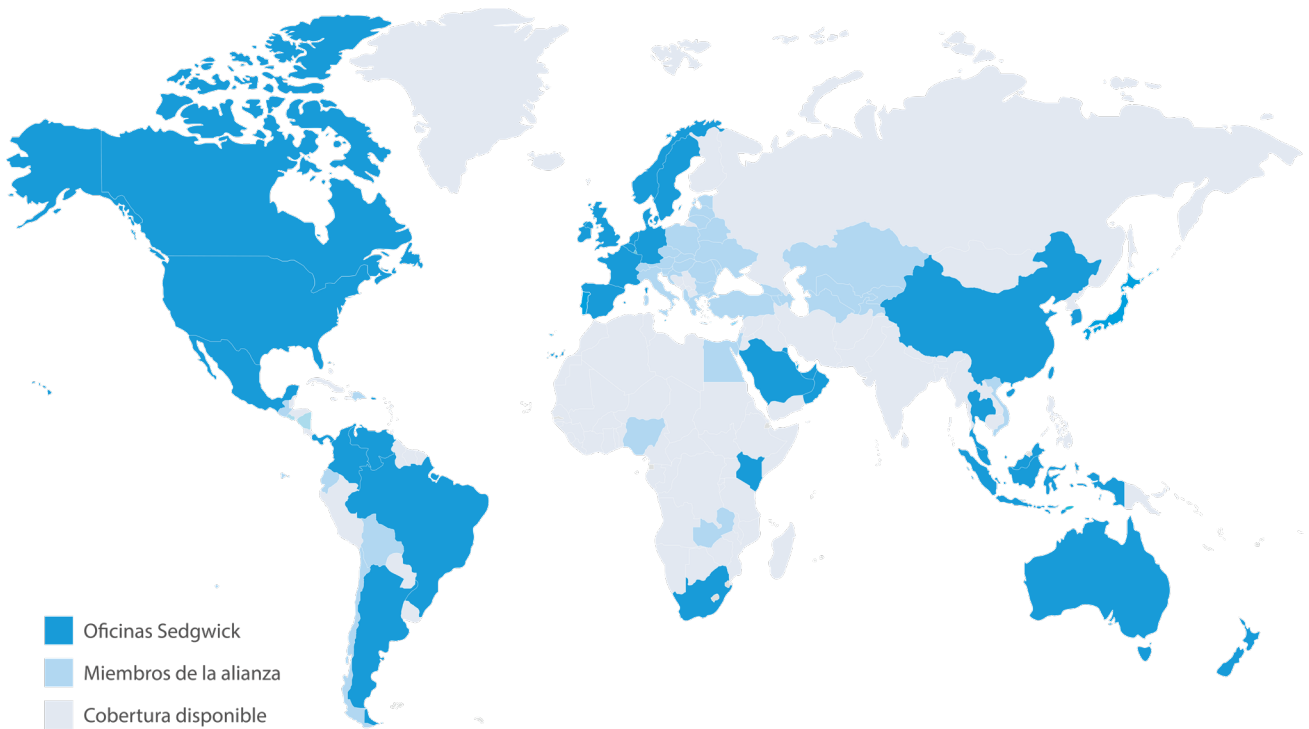 Oficinas Sedgwick
Miembros de la alianza
Cobertura disponible